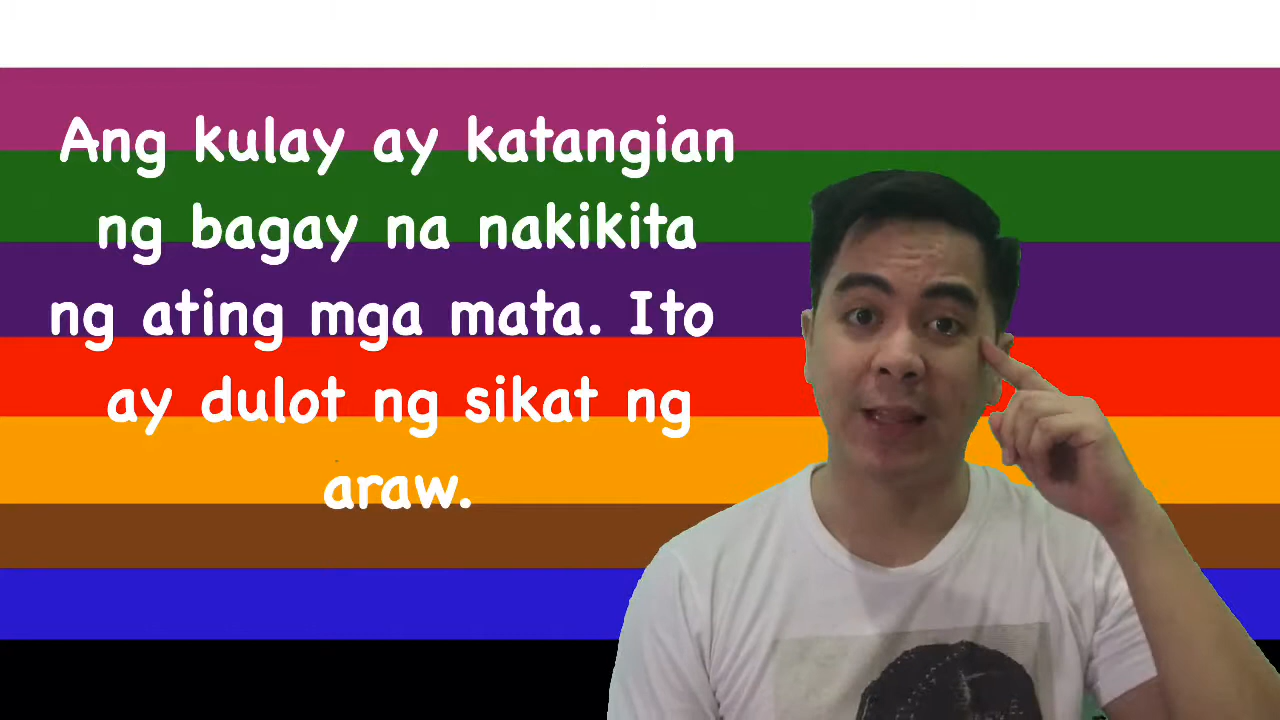 Ang kulay ay katangian
ng bagay na nakikita
ng ating mga mata. Ito
ay dulot ng sikat ng
araw.